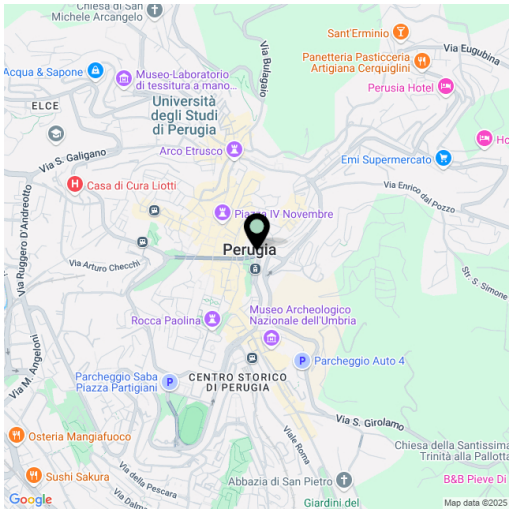 Chiesa di San
Michele Arcangelo
Sant'Erminio
Via Eugubina
Panetteria Pasticceria
Artigiana Cerquiglini
Via Bulagaio
Acqua & Sapone
Museo-Laboratorio
di tessitura a mano...
Perusia Hotel
ELCE
Università
degli Studi
di Perugia
Ho
Arco Etrusco
Emi Supermercato
Via S. Galigano
Casa di Cura Liotti
Via Enrico dal Pozzo
Via Ruggero D'Andreotto
Piazza IV Novembre
Perugia
Via Arturo Checchi
Str. S. Simone
Museo Archeologico
Nazionale dell'Umbria
Rocca Paolina
Via M. Angeloni
Parcheggio Auto 4
Parcheggio Saba
Piazza Partigiani
CENTRO STORICO
DI PERUGIA
Via S. Girolamo
Viale Roma
Osteria Mangiafuoco
Chiesa della Santissima
Trinità alla Pallotta
Via della Pescara
Sushi Sakura
Abbazia di San Pietro
B&B Pieve Di
Via Dalma
Giardini del
Google
Map data ©2025